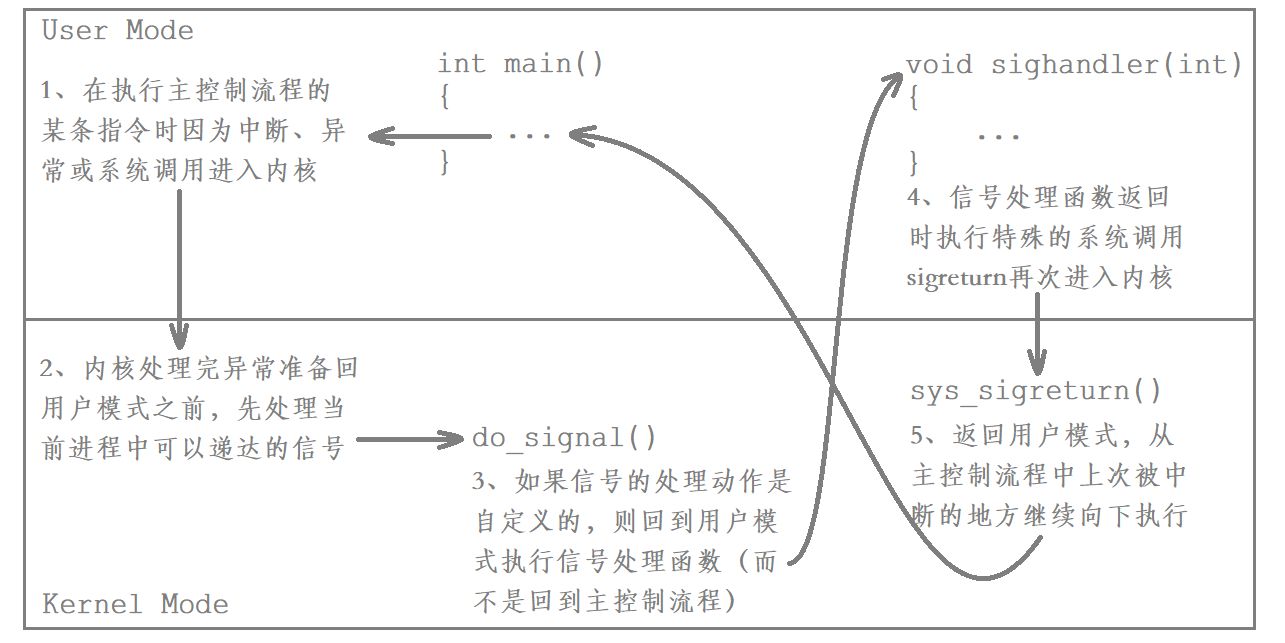 User Mode
1、在执行主控制流程的
某条指令时因为中断、异
常或系统调用进入内核
int main()
{
...
}
void sighandler(int)
{
...
}
4、信号处理函数返回
时执行特殊的系统调用
sigreturn再次进入内核
2、内核处理完异常准备回
用户模式之前，先处理当
前进程中可以递达的信号
do_signal()
3、如果信号的处理动作是
自定义的，则回到用户模
式执行信号处理函数（而
不是回到主控制流程）
sys_sigreturn()
5、返回用户模式，从
主控制流程中上次被中
断的地方继续向下执行
Kernel Mode